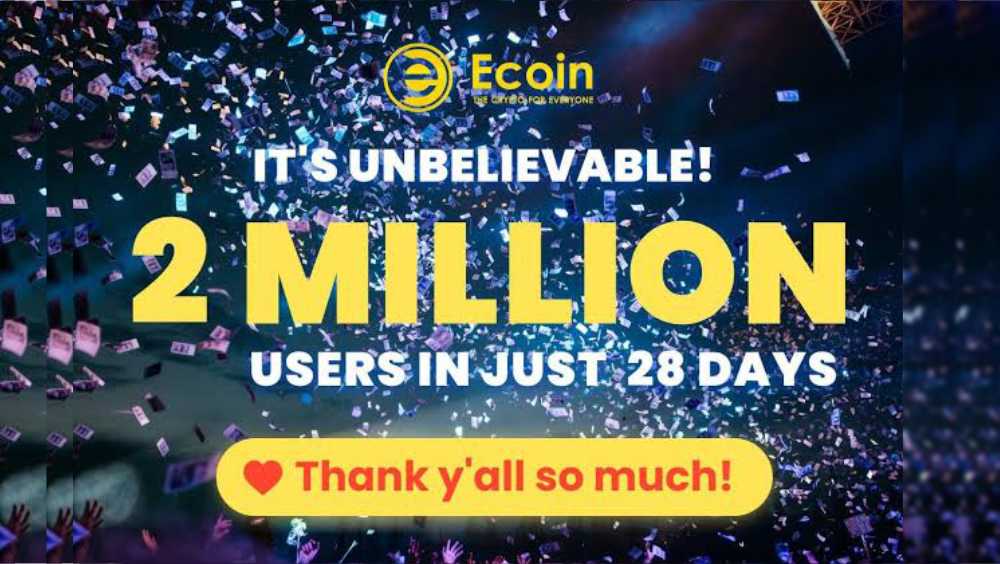 Ecoin
THE CRYPTO FOR EVERYONE
IT'S UNBELIEVABLE!
2 MILLION
USERS IN JUST 28 DAYS
Thank y'all so much!